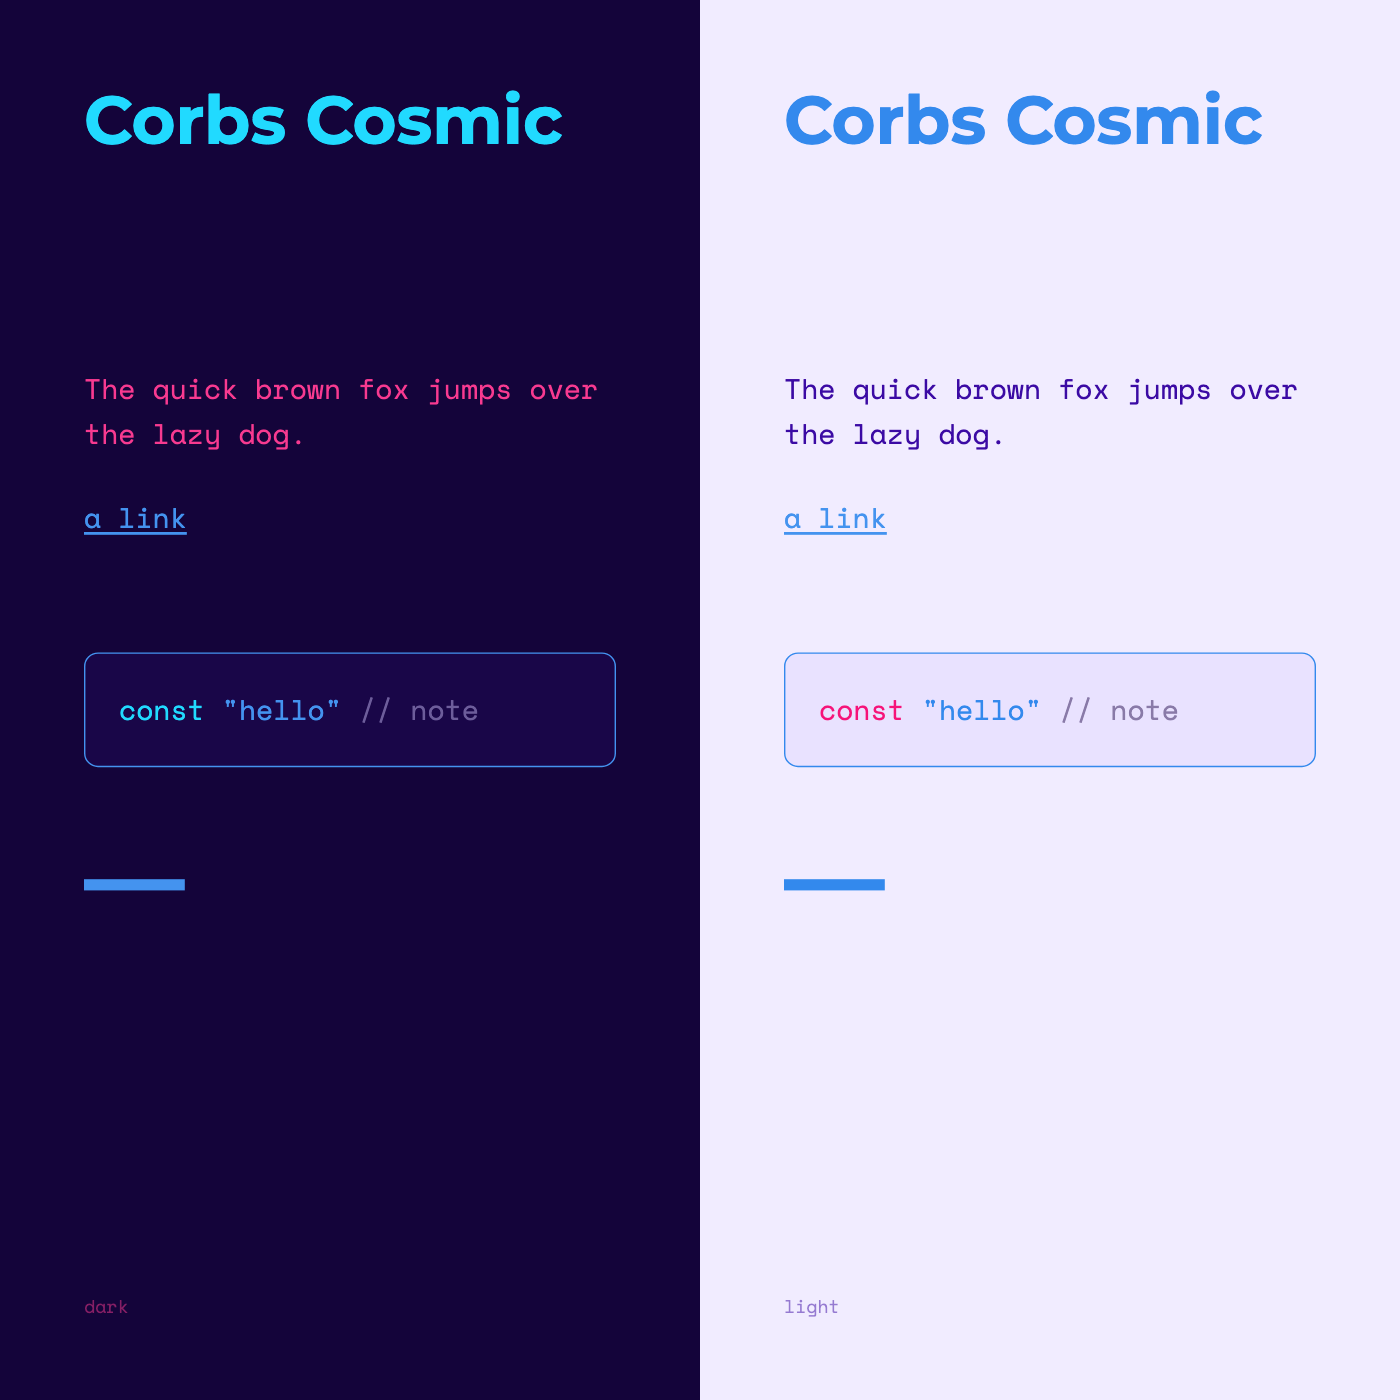 Corbs Cosmic
The quick brown fox jumps over
the lazy dog.
a link
const "hello" // note
dark
Corbs Cosmic
The quick brown fox jumps over
the lazy dog.
a link
const "hello" // note
light